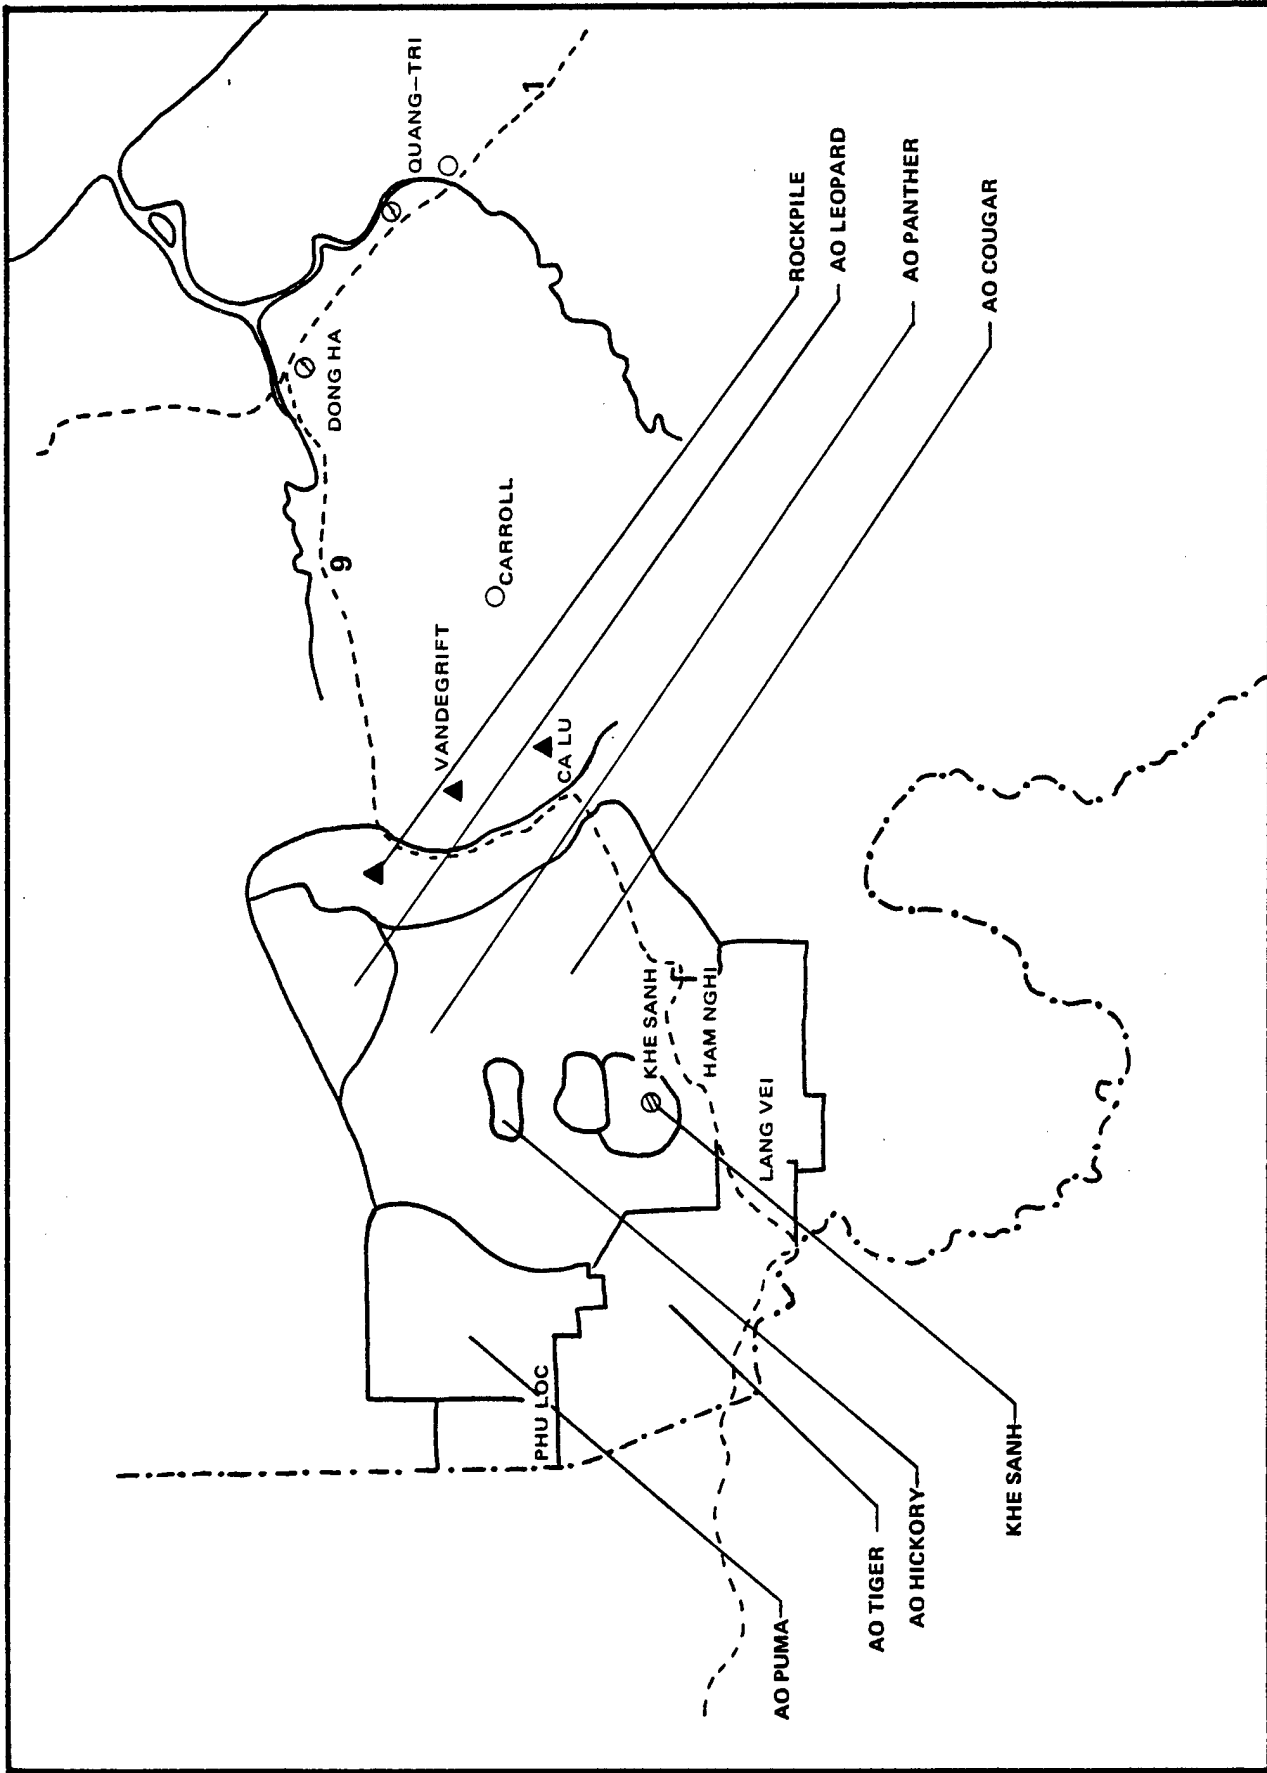 QUANG-TRI
1
DONG HA
9
CARROLL
VANDEGRIFT
CA LU
KHE SANH
HAM NGHI
LANG VEI
PHU LOC
ROCKPILE
AO LEOPARD
AO PANTHER
AO COUGAR
AO PUMA
AO TIGER
AO HICKORY
KHE SANH